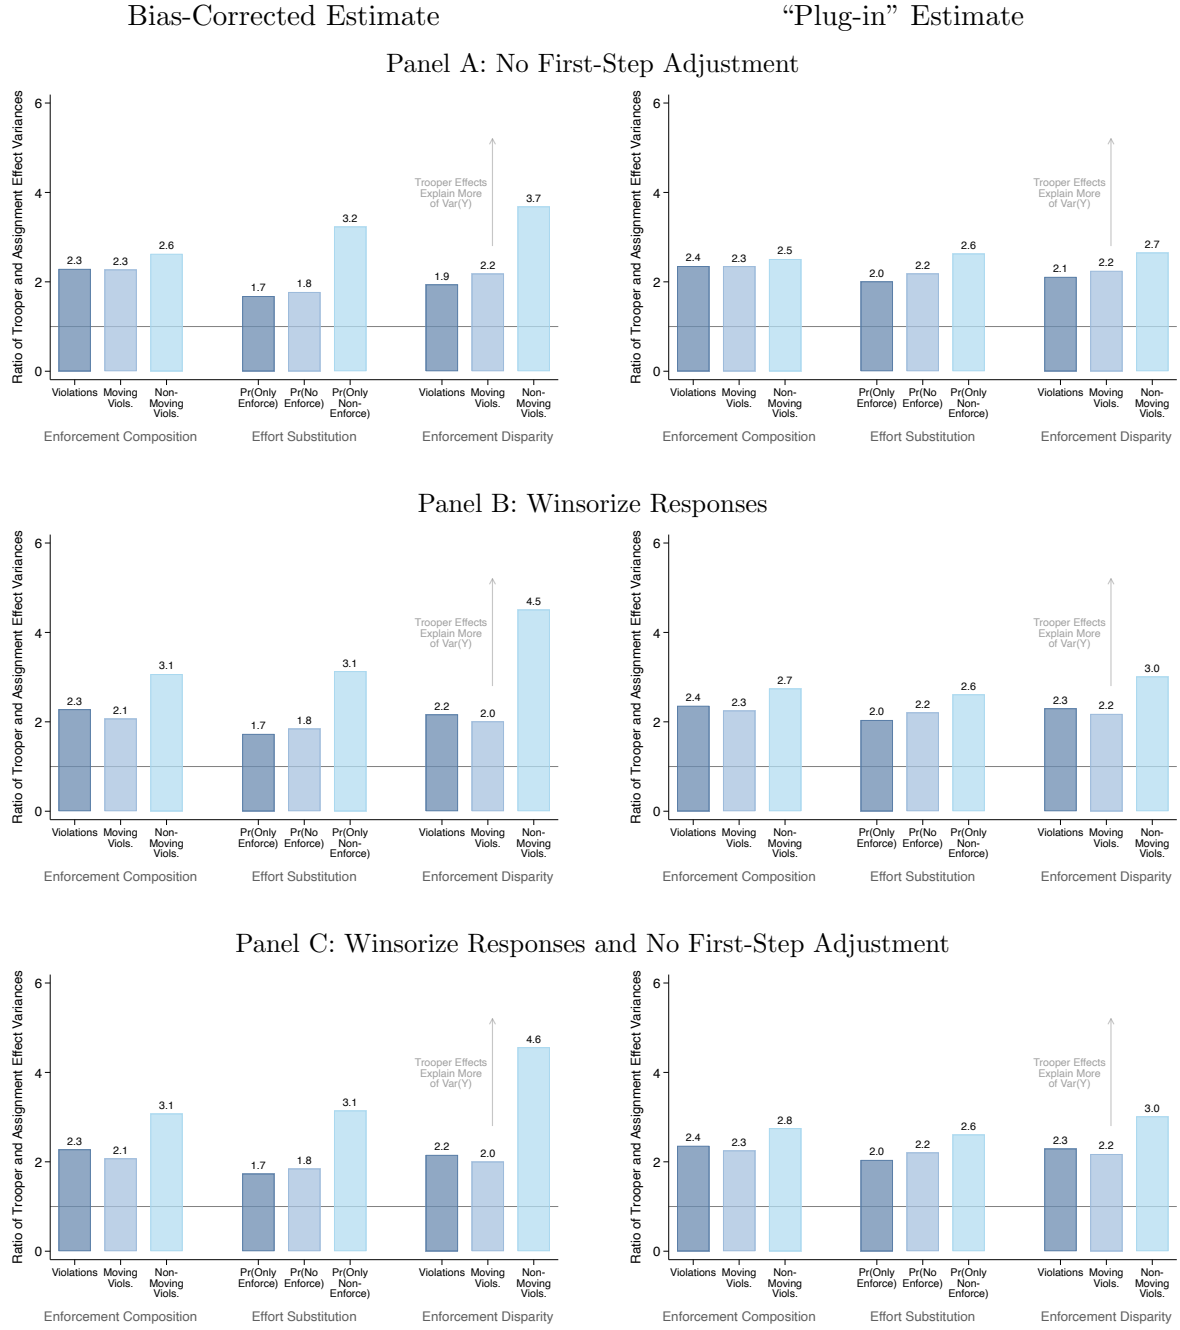 Bias-Corrected Estimate
“Plug-in” Estimate
Panel A: No First-Step Adjustment
Ratio of Trooper and Assignment Effect Variances
6
4
2
0
Trooper Effects
Explain More
of Var(Y)
2.3
2.3
2.6
1.7
1.8
3.2
1.9
2.2
3.7
Violations
Moving
Viols.
Non-
Moving
Viols.
Pr(Only
Enforce)
Pr(No
Enforce)
Pr(Only
Non-
Enforce)
Violations
Moving
Viols.
Non-
Moving
Viols.
Enforcement Composition
Effort Substitution
Enforcement Disparity
Ratio of Trooper and Assignment Effect Variances
6
4
2
0
Trooper Effects
Explain More
of Var(Y)
2.4
2.3
2.5
2.0
2.2
2.6
2.1
2.2
2.7
Violations
Moving
Viols.
Non-
Moving
Viols.
Pr(Only
Enforce)
Pr(No
Enforce)
Pr(Only
Non-
Enforce)
Violations
Moving
Viols.
Non-
Moving
Viols.
Enforcement Composition
Effort Substitution
Enforcement Disparity
Panel B: Winsorize Responses
Ratio of Trooper and Assignment Effect Variances
6
4
2
0
Trooper Effects
Explain More
of Var(Y)
2.3
2.1
3.1
1.7
1.8
3.1
2.2
2.0
4.5
Violations
Moving
Viols.
Non-
Moving
Viols.
Pr(Only
Enforce)
Pr(No
Enforce)
Pr(Only
Non-
Enforce)
Violations
Moving
Viols.
Non-
Moving
Viols.
Enforcement Composition
Effort Substitution
Enforcement Disparity
Ratio of Trooper and Assignment Effect Variances
6
4
2
0
Trooper Effects
Explain More
of Var(Y)
2.4
2.3
2.7
2.0
2.2
2.6
2.3
2.2
3.0
Violations
Moving
Viols.
Non-
Moving
Viols.
Pr(Only
Enforce)
Pr(No
Enforce)
Pr(Only
Non-
Enforce)
Violations
Moving
Viols.
Non-
Moving
Viols.
Enforcement Composition
Effort Substitution
Enforcement Disparity
Panel C: Winsorize Responses and No First-Step Adjustment
Ratio of Trooper and Assignment Effect Variances
6
4
2
0
Trooper Effects
Explain More
of Var(Y)
2.3
2.1
3.1
1.7
1.8
3.1
2.2
2.0
4.6
Violations
Moving
Viols.
Non-
Moving
Viols.
Pr(Only
Enforce)
Pr(No
Enforce)
Pr(Only
Non-
Enforce)
Violations
Moving
Viols.
Non-
Moving
Viols.
Enforcement Composition
Effort Substitution
Enforcement Disparity
Ratio of Trooper and Assignment Effect Variances
6
4
2
0
Trooper Effects
Explain More
of Var(Y)
2.4
2.3
2.8
2.0
2.2
2.6
2.3
2.2
3.0
Violations
Moving
Viols.
Non-
Moving
Viols.
Pr(Only
Enforce)
Pr(No
Enforce)
Pr(Only
Non-
Enforce)
Violations
Moving
Viols.
Non-
Moving
Viols.
Enforcement Composition
Effort Substitution
Enforcement Disparity